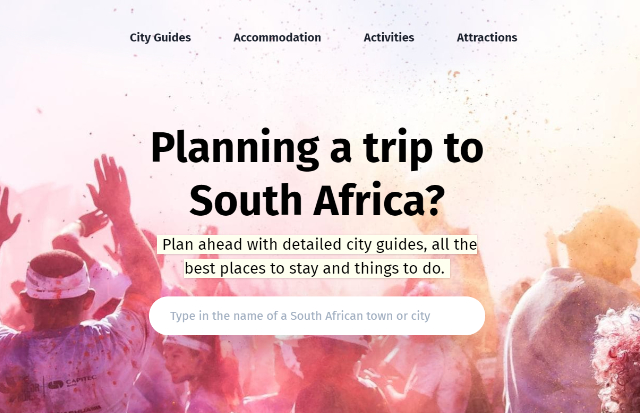 City Guides Accommodation Activities Attractions
Planning a trip to
South Africa?
Plan ahead with detailed city guides, all the
best places to stay and things to do.
Type in the name of a South African town or city
CAPITEC